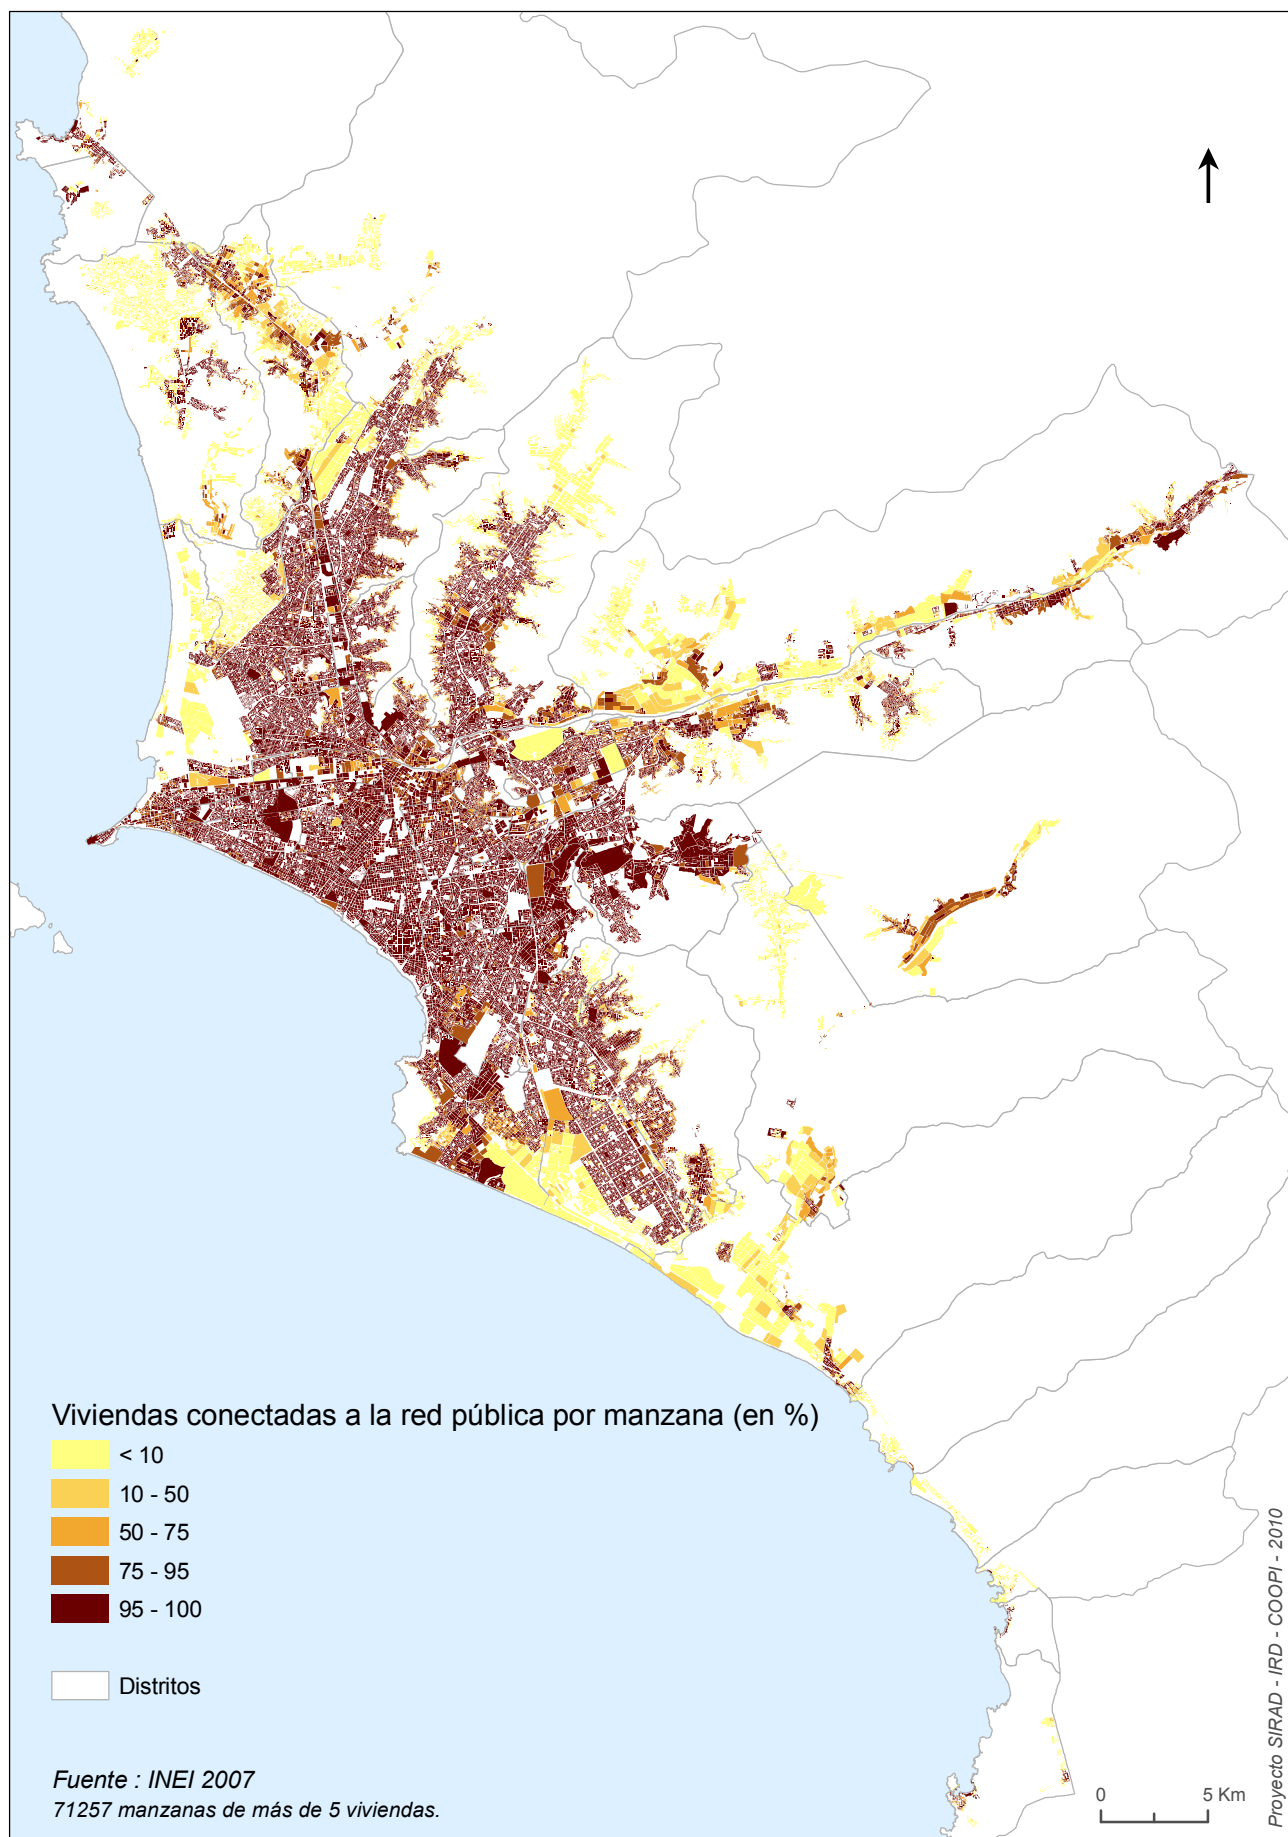 Viviendas conectadas a la red pública por manzana (en %)
< 10
10 - 50
50 - 75
75 - 95
95 - 100
Distritos
Fuente : INEI 2007
71257 manzanas de más de 5 viviendas.
0 5 Km
Proyecto SIRAD - IRD - COOPI - 2010